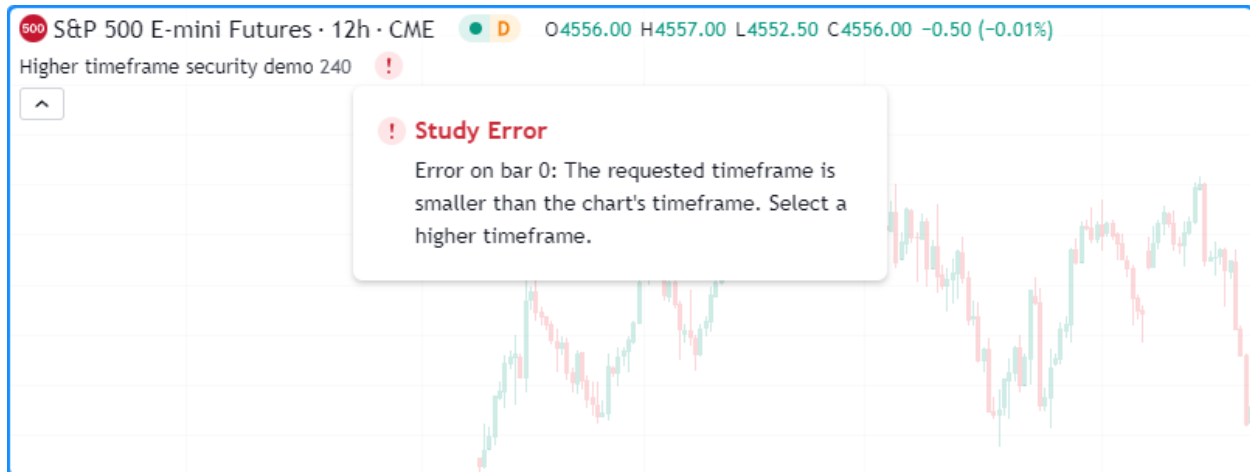 500 S&P 500 E-mini Futures · 12h · CME D O4556.00 H4557.00 L4552.50 C4556.00 −0.50 (−0.01%)
Higher timeframe security demo 240 !
! Study Error
Error on bar 0: The requested timeframe is
smaller than the chart's timeframe. Select a
higher timeframe.